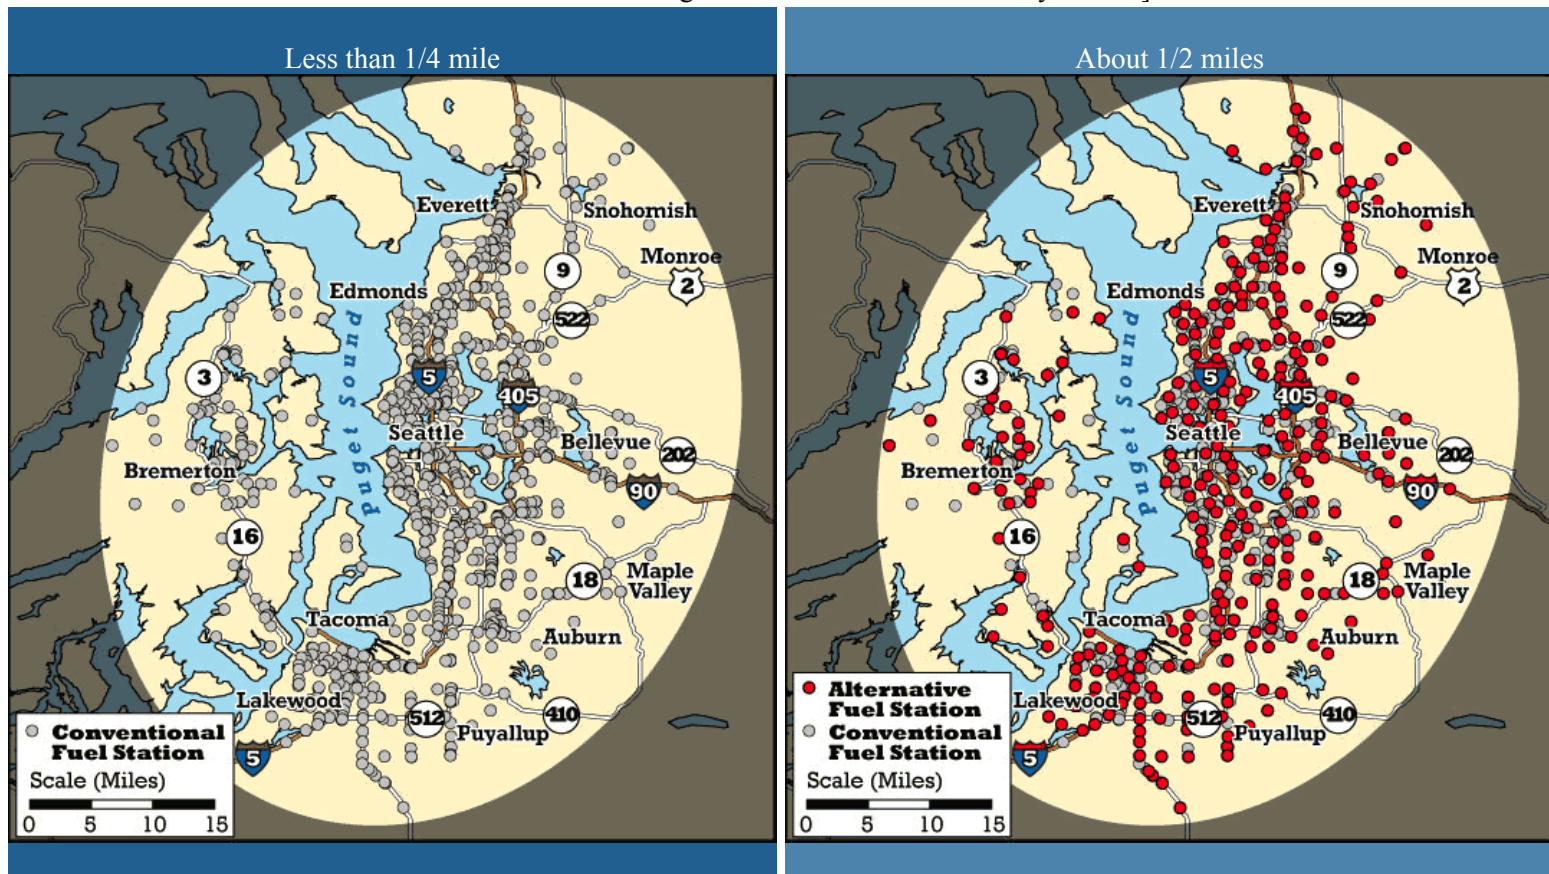 Less than 1/4 mile
Everett
Snohomish
Monroe
9
2
Edmonds
522
Puget Sound
3
5
405
Seattle
Bellevue
202
Bremerton
90
16
18
Maple
Valley
Tacoma
Auburn
Lakewood
512
410
Puyallup
5
Conventional
Fuel Station
Scale (Miles)
0 5 10 15
About 1/2 miles
Everett
Snohomish
Monroe
9
2
Edmonds
522
Puget Sound
3
5
405
Seattle
Bellevue
202
Bremerton
90
16
18
Maple
Valley
Tacoma
Auburn
Lakewood
512
410
Puyallup
5
Alternative
Fuel Station
Conventional
Fuel Station
Scale (Miles)
0 5 10 15